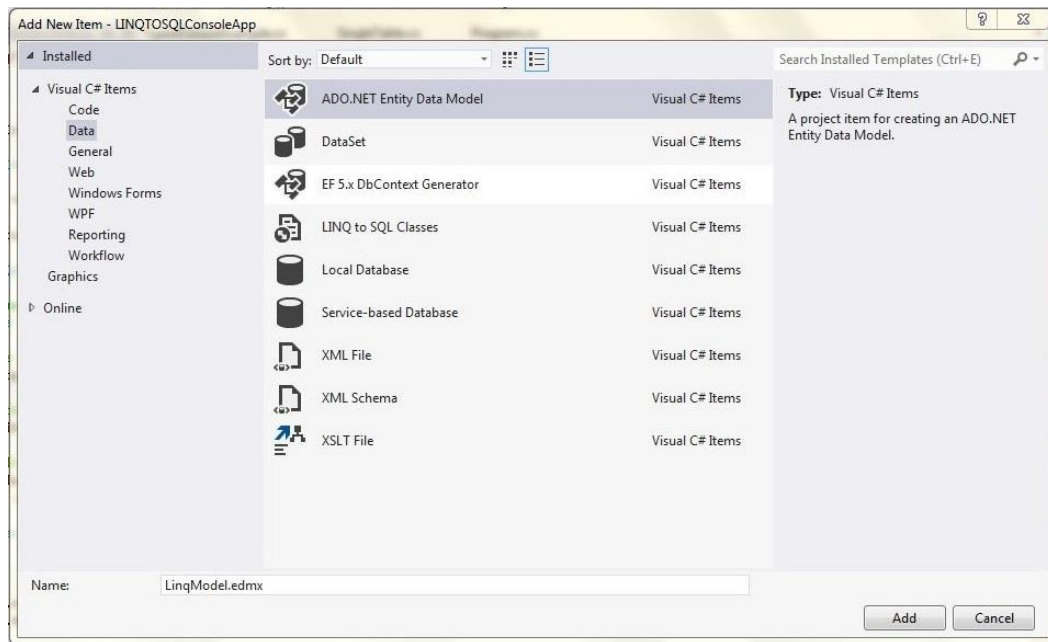 Add New Item - LINQTOSQLConsoleApp
Installed
Sort by: Default
Search Installed Templates (Ctrl+E)
Visual C# Items
Code
Data
General
Web
Windows Forms
WPF
Reporting
Workflow
Graphics
Online
ADO.NET Entity Data Model Visual C# Items
DataSet Visual C# Items
EF 5.x DbContext Generator Visual C# Items
LINQ to SQL Classes Visual C# Items
Local Database Visual C# Items
Service-based Database Visual C# Items
XML File Visual C# Items
XML Schema Visual C# Items
XSLT File Visual C# Items
Type: Visual C# Items
A project item for creating an ADO.NET
Entity Data Model.
Name: LinqModel.edmx
Add Cancel